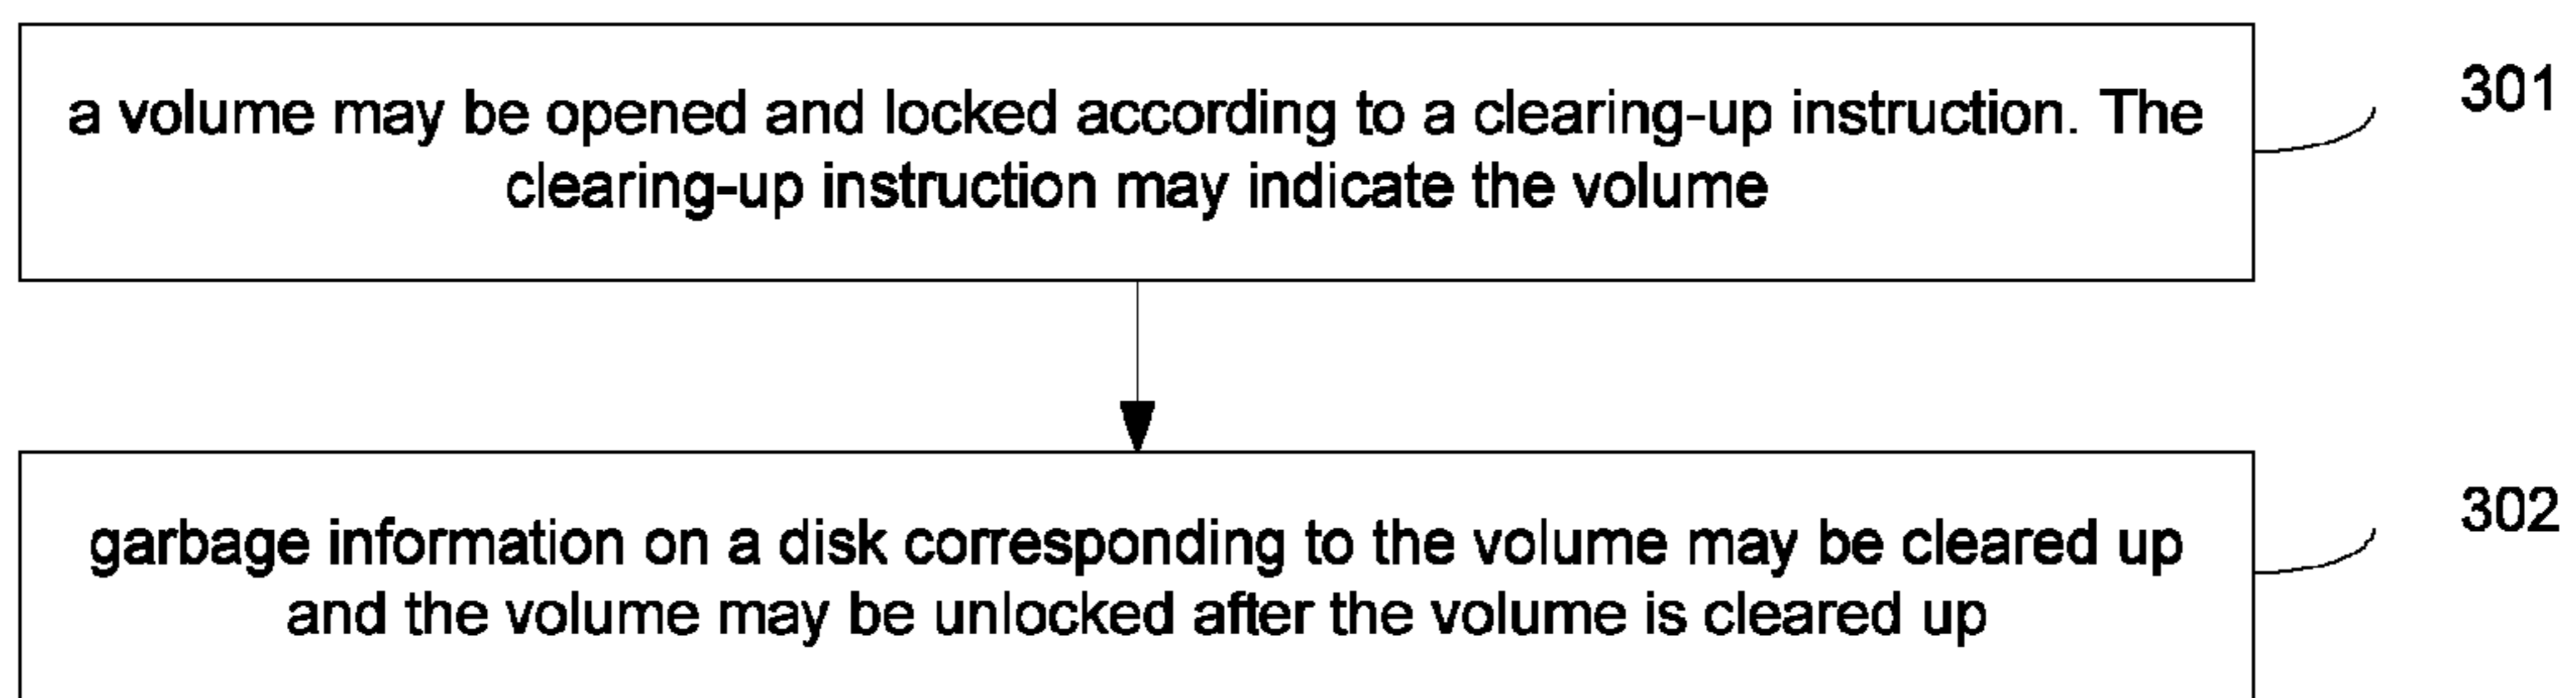 a volume may be opened and locked according to a clearing-up instruction. The
clearing-up instruction may indicate the volume
301
garbage information on a disk corresponding to the volume may be cleared up
and the volume may be unlocked after the volume is cleared up
302